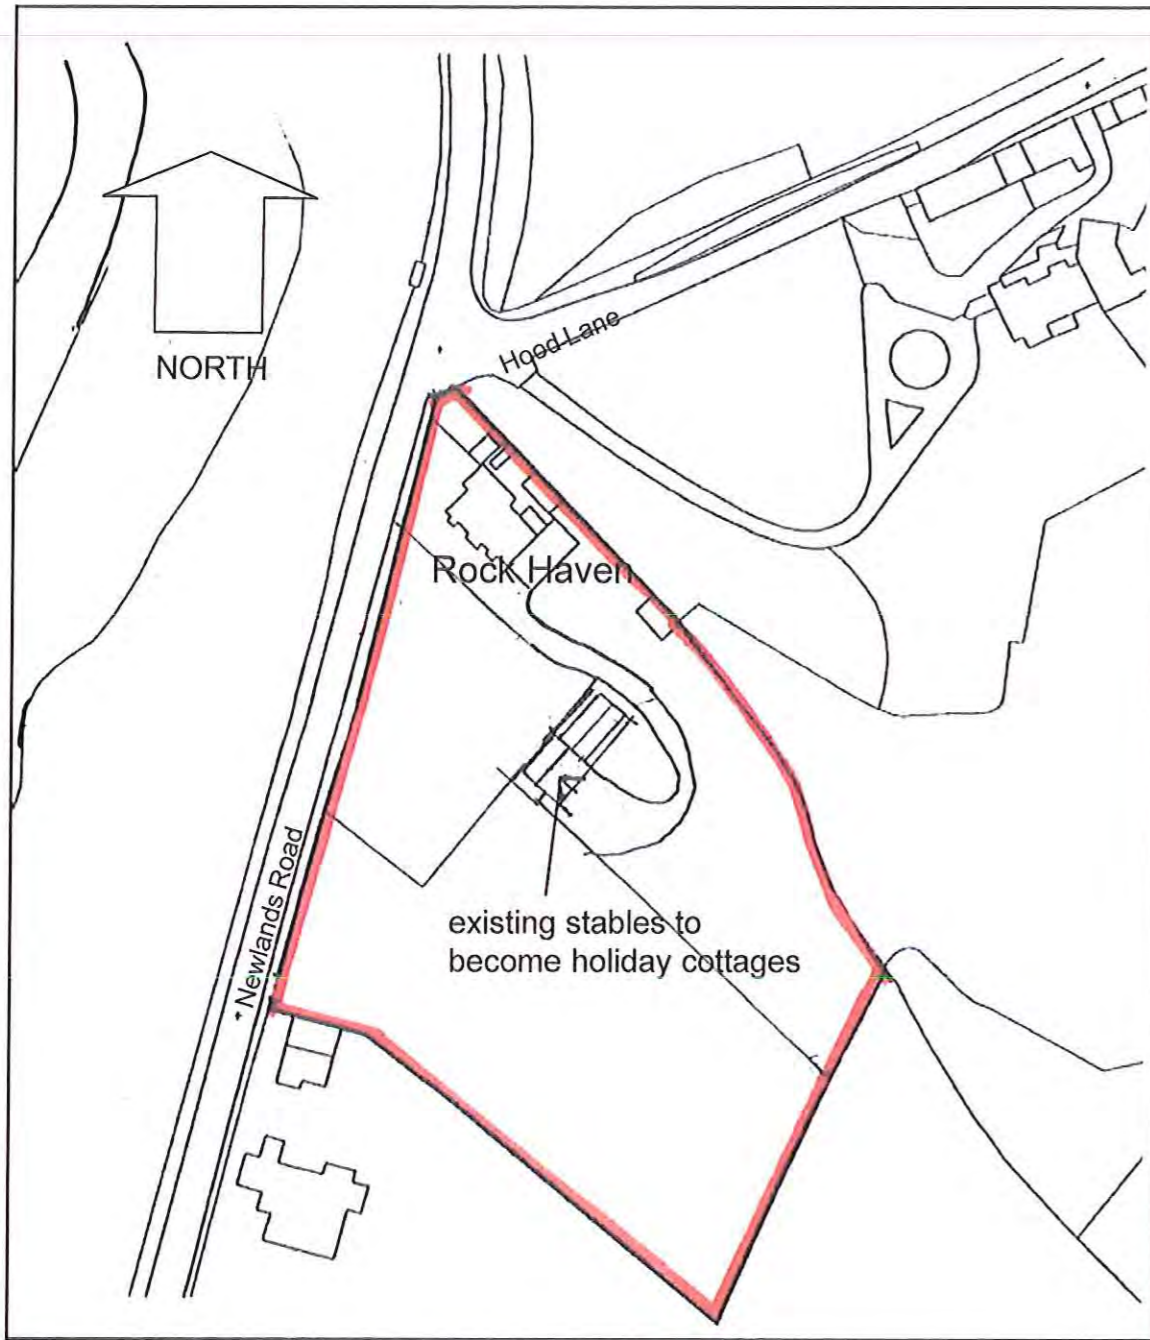 NORTH
Hood Lane
Rock Haven
Newlands Road
existing stables to
become holiday cottages